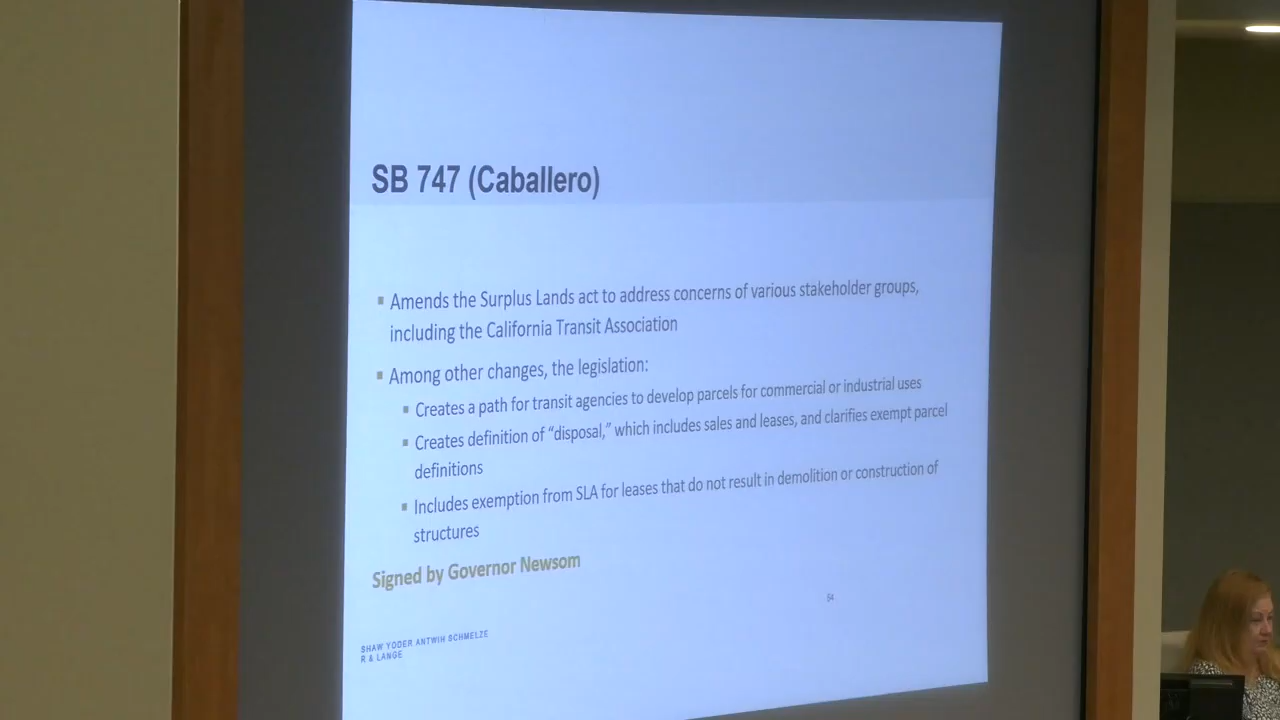 SB 747 (Caballero)
▪ Amends the Surplus Lands act to address concerns of various stakeholder groups,
including the California Transit Association
▪ Among other changes, the legislation:
▪ Creates a path for transit agencies to develop parcels for commercial or industrial uses
▪ Creates definition of “disposal,” which includes sales and leases, and clarifies exempt parcel
definitions
▪ Includes exemption from SLA for leases that do not result in demolition or construction of
structures
Signed by Governor Newsom
54
SHAW YODER ANTWIH SCHMELZE
R & LANGE